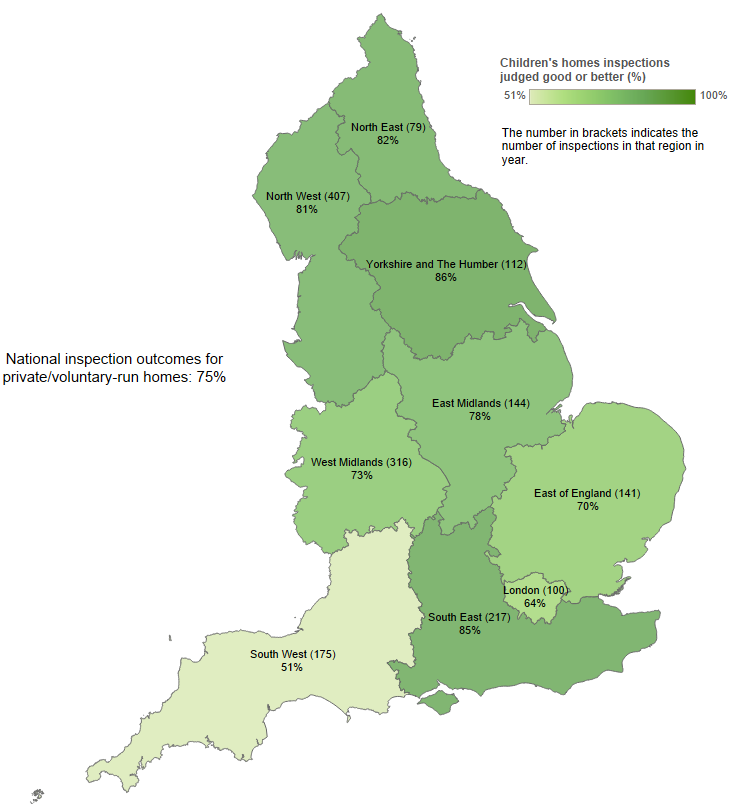 Children's homes inspections
judged good or better (%)
51%
100%
The number in brackets indicates the
number of inspections in that region in
year.
North East (79)
82%
North West (407)
81%
Yorkshire and The Humber (112)
86%
National inspection outcomes for
private/voluntary-run homes: 75%
East Midlands (144)
78%
West Midlands (316)
73%
East of England (141)
70%
London (100)
64%
South East (217)
85%
South West (175)
51%